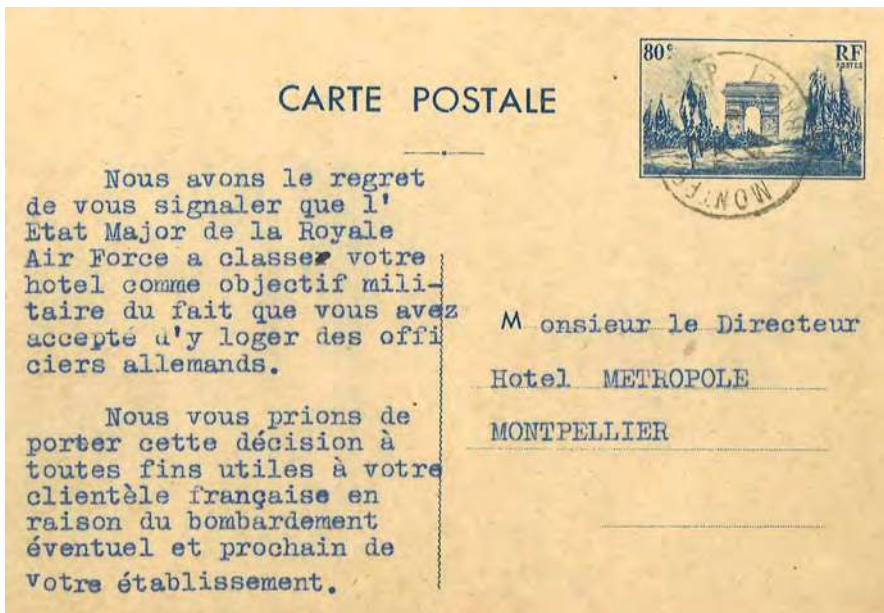 80c RF
POSTES
CARTE POSTALE
Nous avons le regret
de vous signaler que l'
Etat Major de la Royale
Air Force a classer votre
hotel comme objectif mili-
taire du fait que vous avez
accepté d'y loger des offi
ciers allemands.
Nous vous prions de
porter cette décision à
toutes fins utiles à votre
clientèle française en
raison du bombardement
éventuel et prochain de
votre établissement.
Monsieur le Directeur
Hotel METROPOLE
MONTPELLIER